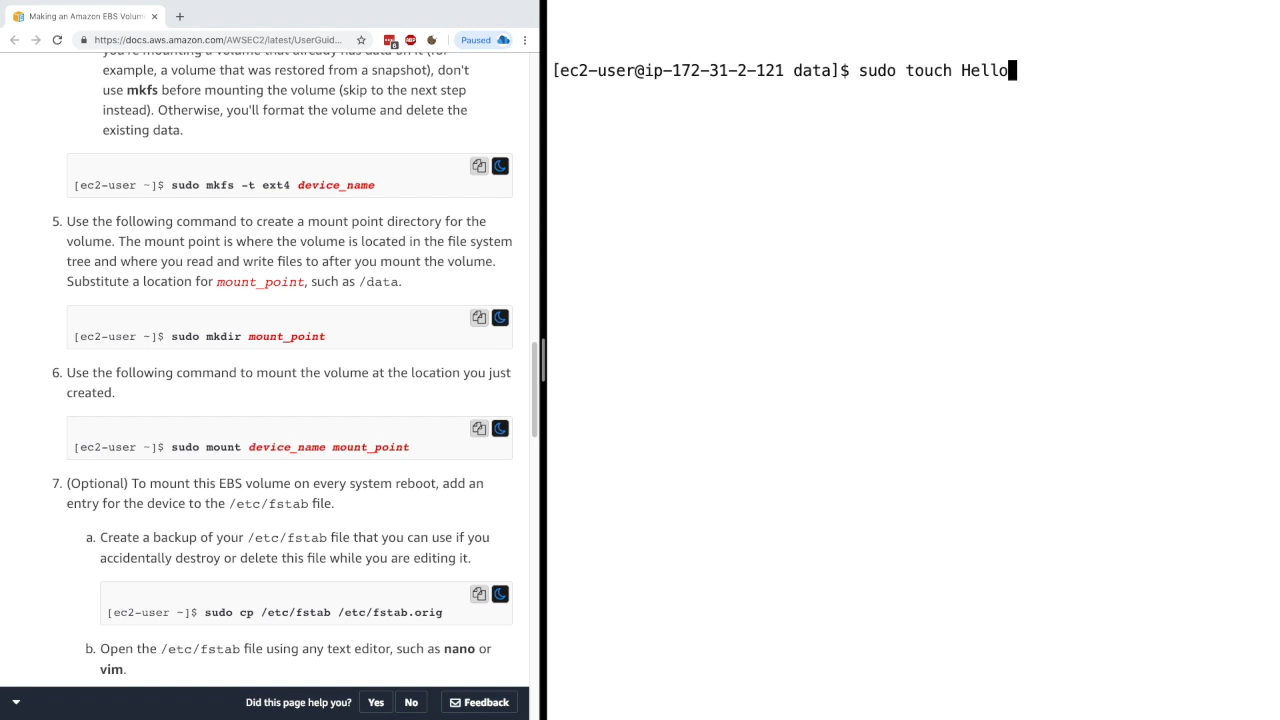 Making an Amazon EBS Volum
https://docs.aws.amazon.com/AWSEC2/latest/UserGuid...
6
ABP
Paused
you're mounting a volume that already has data on it (for
example, a volume that was restored from a snapshot), don't
use mkfs before mounting the volume (skip to the next step
instead). Otherwise, you'll format the volume and delete the
existing data.
[ec2-user ~]$ sudo mkfs -t ext4 device_name
5. Use the following command to create a mount point directory for the
volume. The mount point is where the volume is located in the file system
tree and where you read and write files to after you mount the volume.
Substitute a location for mount_point, such as /data.
[ec2-user ~]$ sudo mkdir mount_point
6. Use the following command to mount the volume at the location you just
created.
[ec2-user ~]$ sudo mount device_name mount_point
7. (Optional) To mount this EBS volume on every system reboot, add an
entry for the device to the /etc/fstab file.
a. Create a backup of your /etc/fstab file that you can use if you
accidentally destroy or delete this file while you are editing it.
[ec2-user ~]$ sudo cp /etc/fstab /etc/fstab.orig
b. Open the /etc/fstab file using any text editor, such as nano or
vim.
Did this page help you? Yes No Feedback
[ec2-user@ip-172-31-2-121 data]$ sudo touch Hello